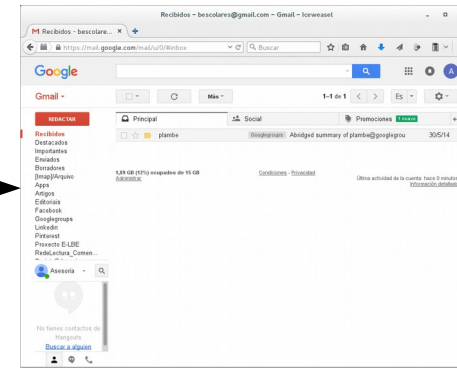 Recibidos - bescolares@gmail.com - Gmail - Iceweasel
Recibidos - bescolare...
https://mail.google.com/mail/u/0/#inbox
Buscar
Google
A
Gmail
Más
1–1 de 1
Es
REDACTAR
Principal
Social
Promociones
1 nuevo
plambe
Googlegroups
Abridged summary of plambe@googlegrou
30/5/14
Recibidos
Destacados
Importantes
Enviados
Borradores
[Imap]/Arquivo
Apps
Artigos
Editoriais
Facebook
Googlegroups
Linkedin
Pinterest
Proxecto E-LBE
RedeLectura_Comen...
1,89 GB (12%) ocupados de 15 GB
Administrar
Condiciones - Privacidad
Última actividad de la cuenta: hace 0 minutos
Información detallada
Asesoría
No tienes contactos de
Hangouts
Buscar a alguien